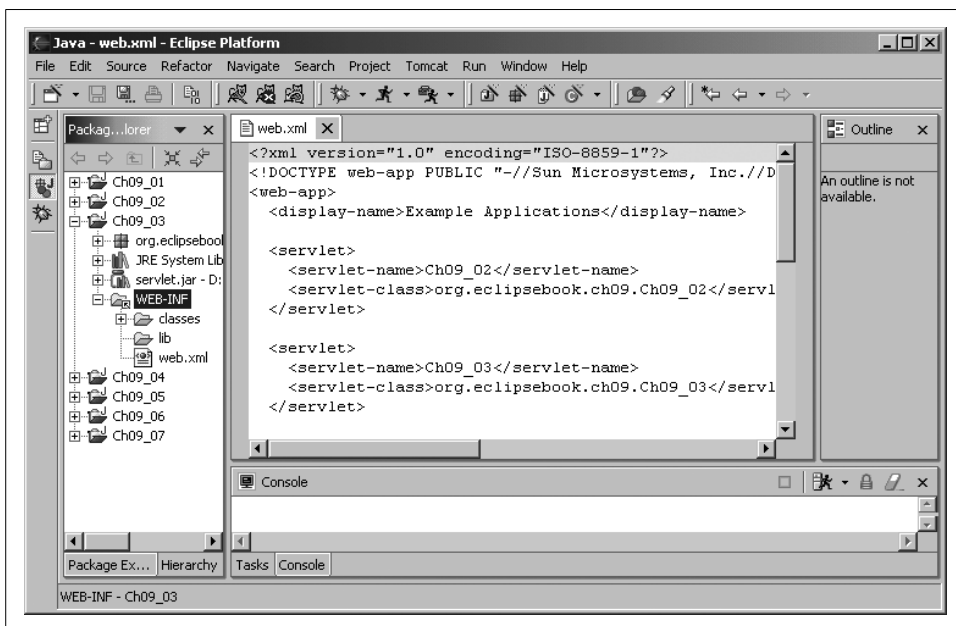 Java - web.xml - Eclipse Platform
File Edit Source Refactor Navigate Search Project Tomcat Run Window Help
Packag...lorer
web.xml
Outline
Ch09_01
Ch09_02
Ch09_03
org.eclipsebool
JRE System Lib
servlet.jar - D:
WEB-INF
classes
lib
web.xml
Ch09_04
Ch09_05
Ch09_06
Ch09_07
<?xml version="1.0" encoding="ISO-8859-1"?>
<!DOCTYPE web-app PUBLIC "-//Sun Microsystems, Inc.//D
<web-app>
<display-name>Example Applications</display-name>
<servlet>
<servlet-name>Ch09_02</servlet-name>
<servlet-class>org.eclipsebook.ch09.Ch09_02</servl
</servlet>
<servlet>
<servlet-name>Ch09_03</servlet-name>
<servlet-class>org.eclipsebook.ch09.Ch09_03</servl
</servlet>
An outline is not
available.
Console
Package Ex... Hierarchy
Tasks Console
WEB-INF - Ch09_03